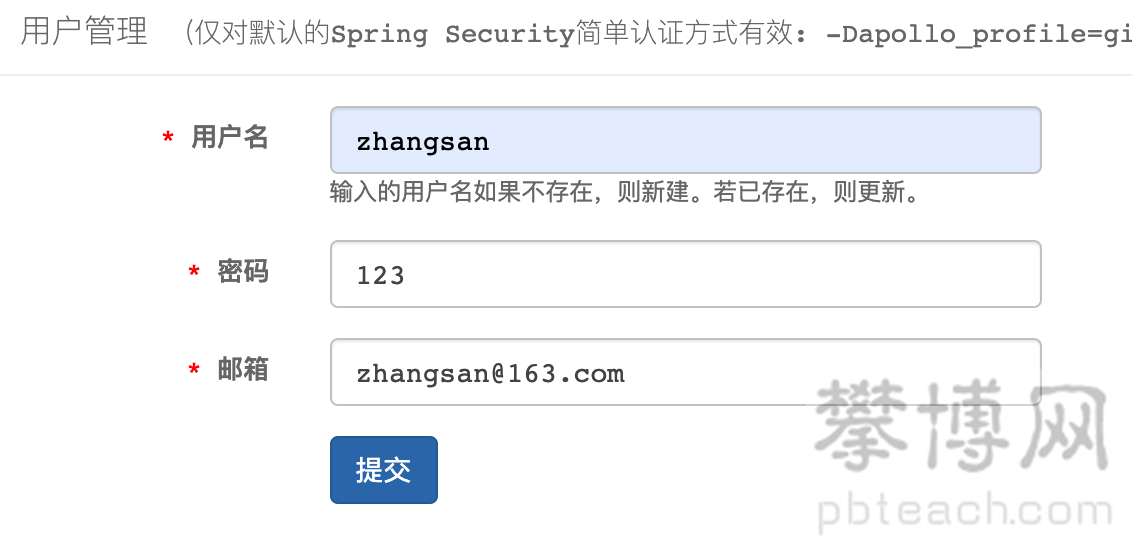 用户管理 （仅对默认的Spring Security简单认证方式有效: -Dapollo_profile=gi
* 用户名 zhangsan
输入的用户名如果不存在，则新建。若已存在，则更新。
* 密码 123
* 邮箱 zhangsan@163.com
提交
攀博网
pbteach.com